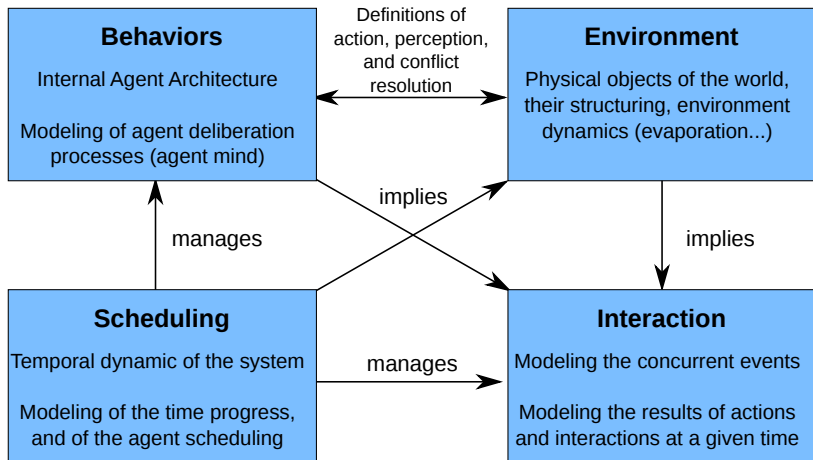 Behaviors
Internal Agent Architecture
Modeling of agent deliberation
processes (agent mind)
Definitions of
action, perception,
and conflict
resolution
Environment
Physical objects of the world,
their structuring, environment
dynamics (evaporation...)
manages
implies
implies
Scheduling
Temporal dynamic of the system
Modeling of the time progress,
and of the agent scheduling
manages
Interaction
Modeling the concurrent events
Modeling the results of actions
and interactions at a given time